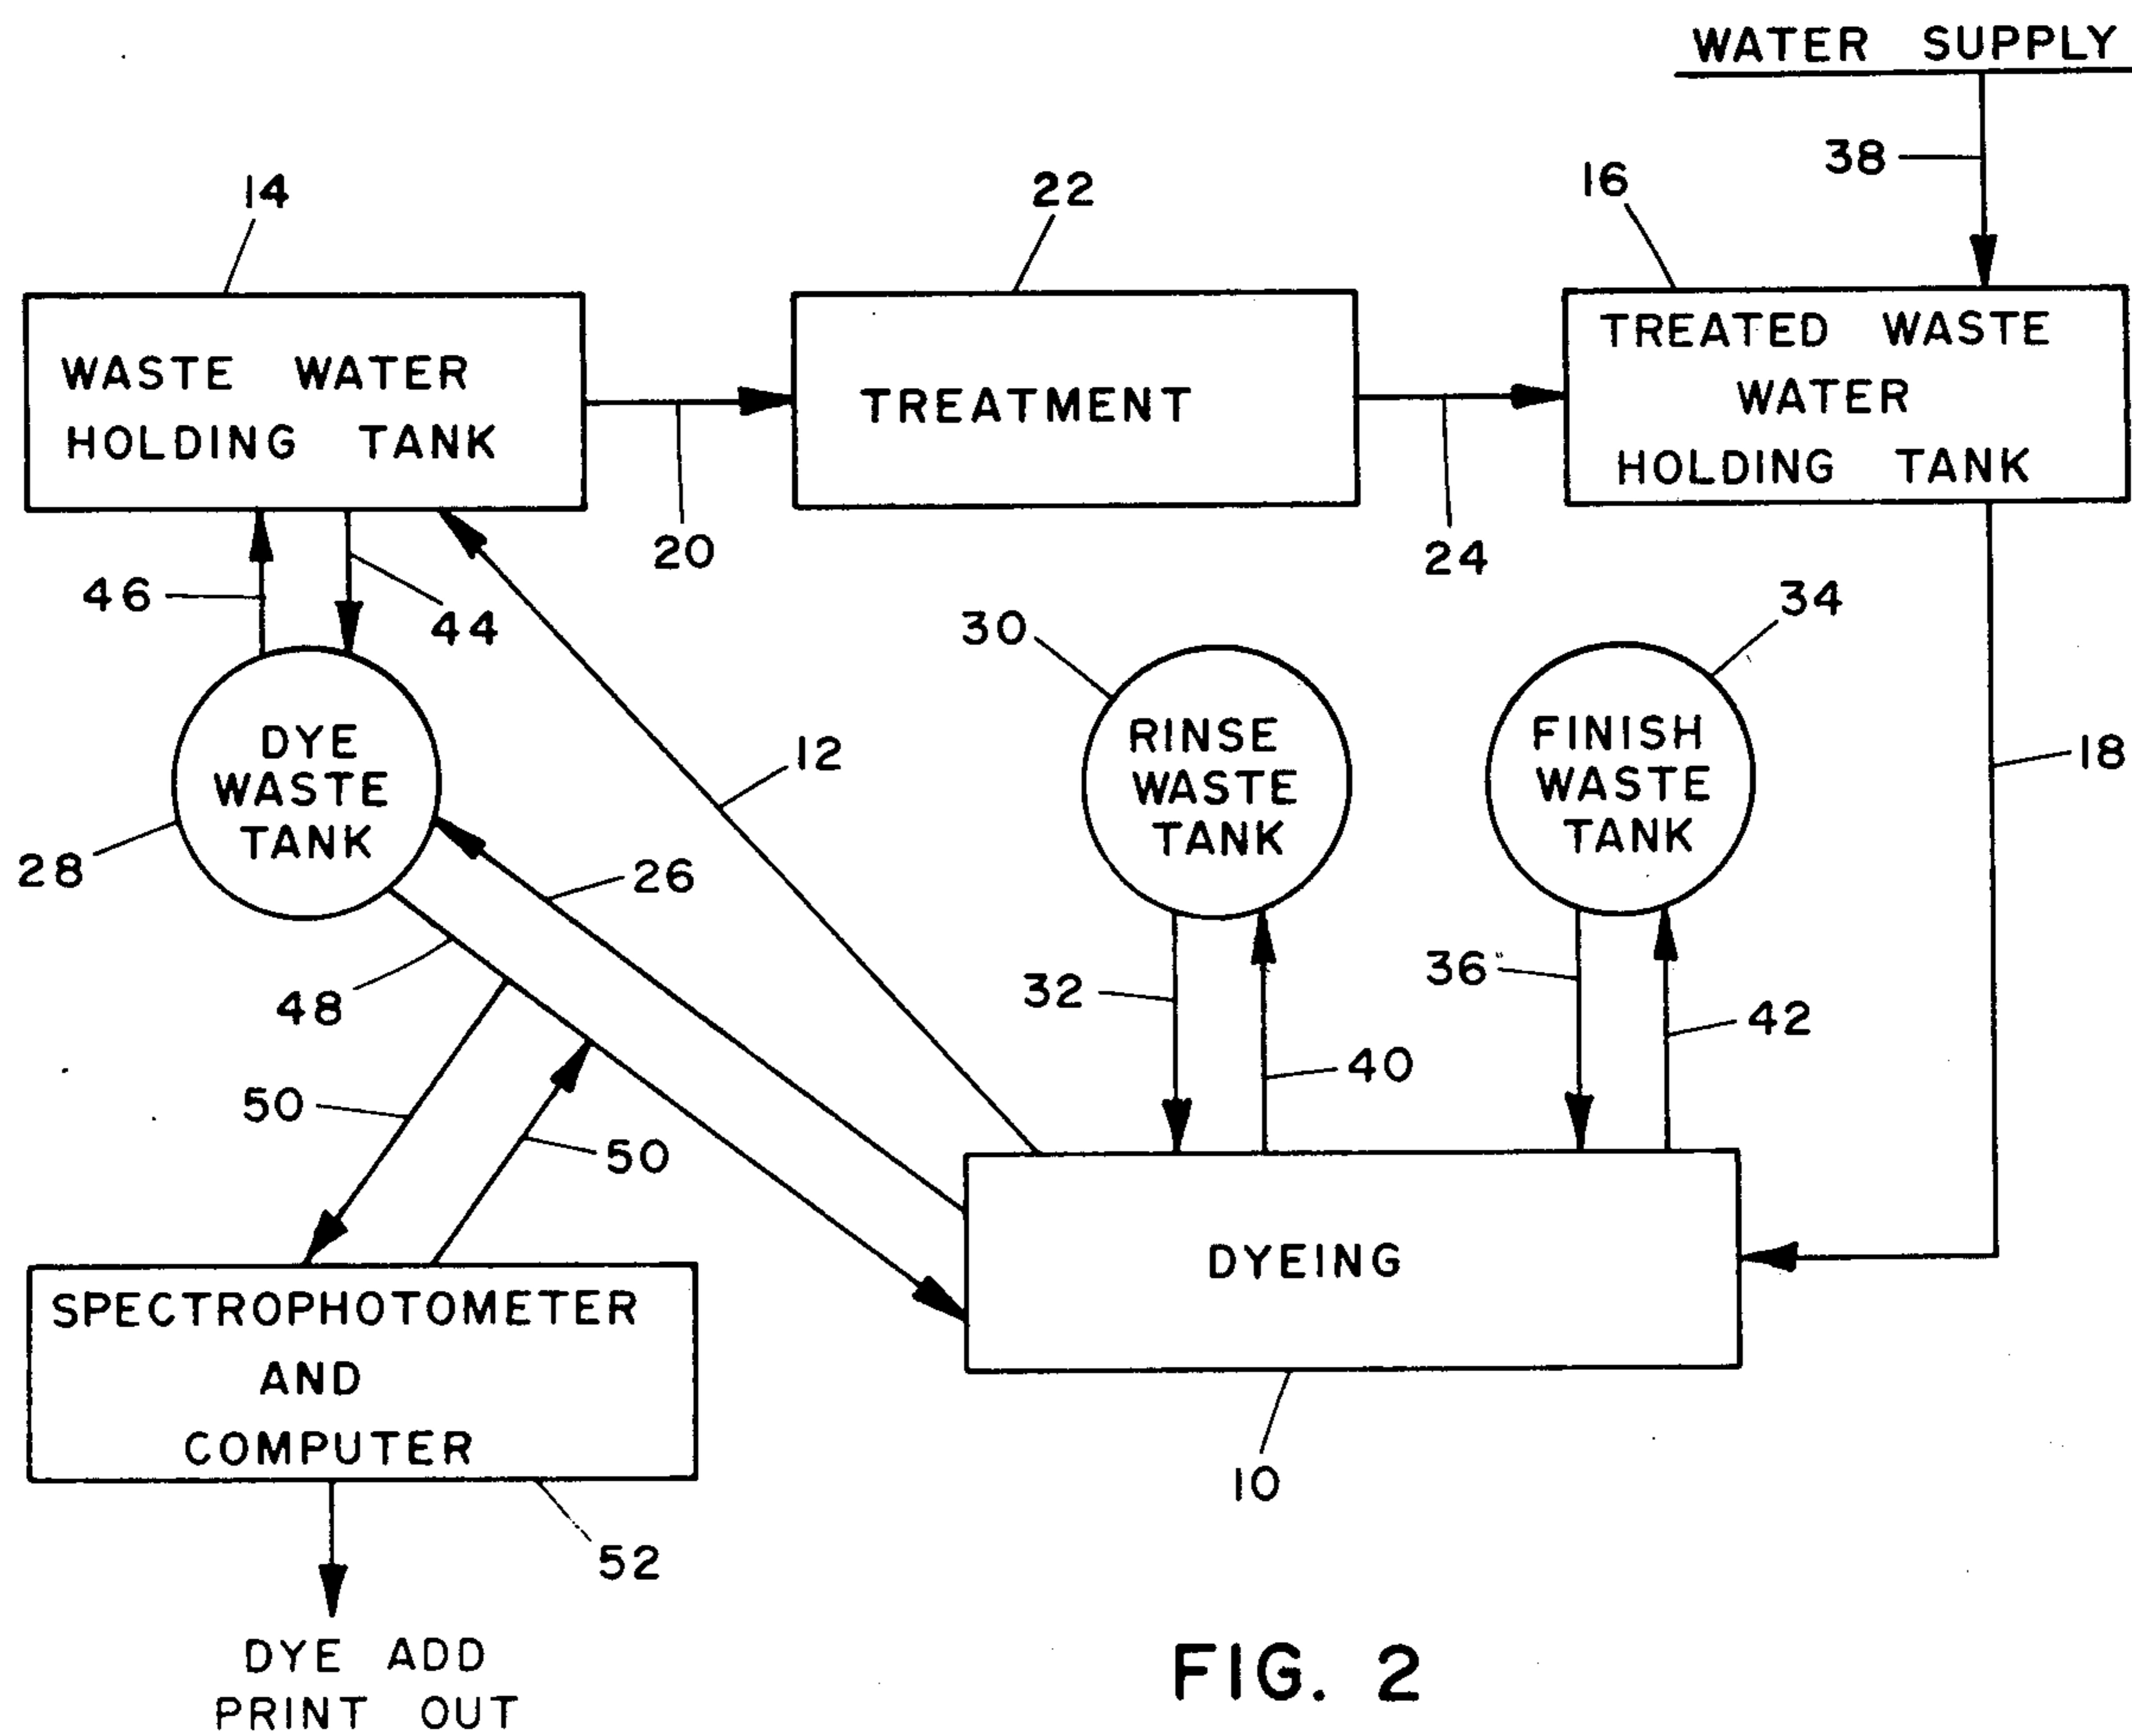 WATER SUPPLY
38
14
22
16
WASTE WATER
HOLDING TANK
TREATMENT
TREATED WASTE
WATER
HOLDING TANK
20
24
46
44
30
34
DYE
WASTE
TANK
RINSE
WASTE
TANK
FINISH
WASTE
TANK
12
18
28
26
48
32
36
42
40
50
50
SPECTROPHOTOMETER
AND
COMPUTER
DYEING
10
52
DYE ADD
PRINT OUT
FIG. 2